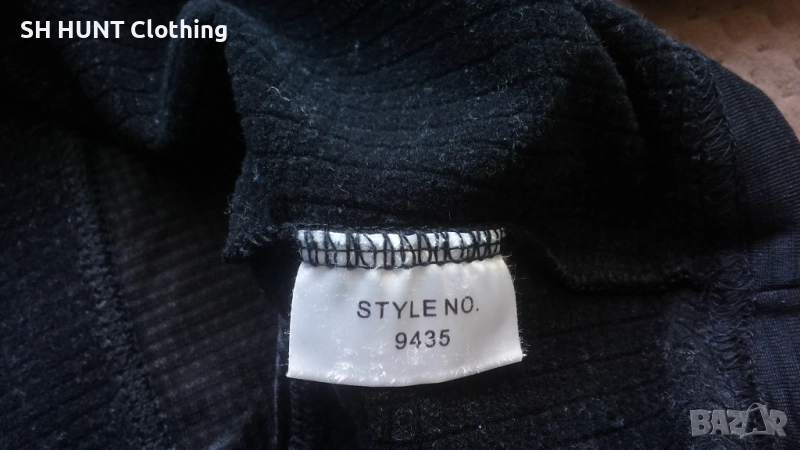 SH HUNT Clothing
STYLE NO.
9435
BAZAR